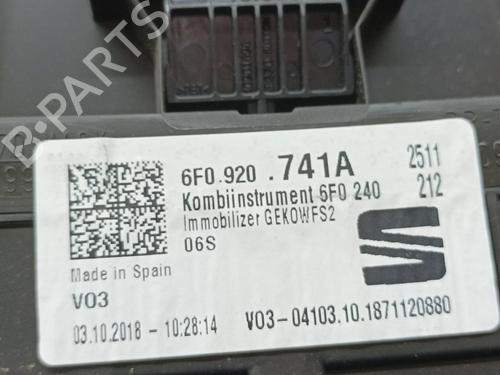 B-PARTS
6F0.920 .741A 2511
Kombiinstrument 6F0 240 212
Immobilizer GEKOWFS2
06S
Made in Spain
V03
03.10.2018 - 10:28:14
V03-04103.10.1871120880